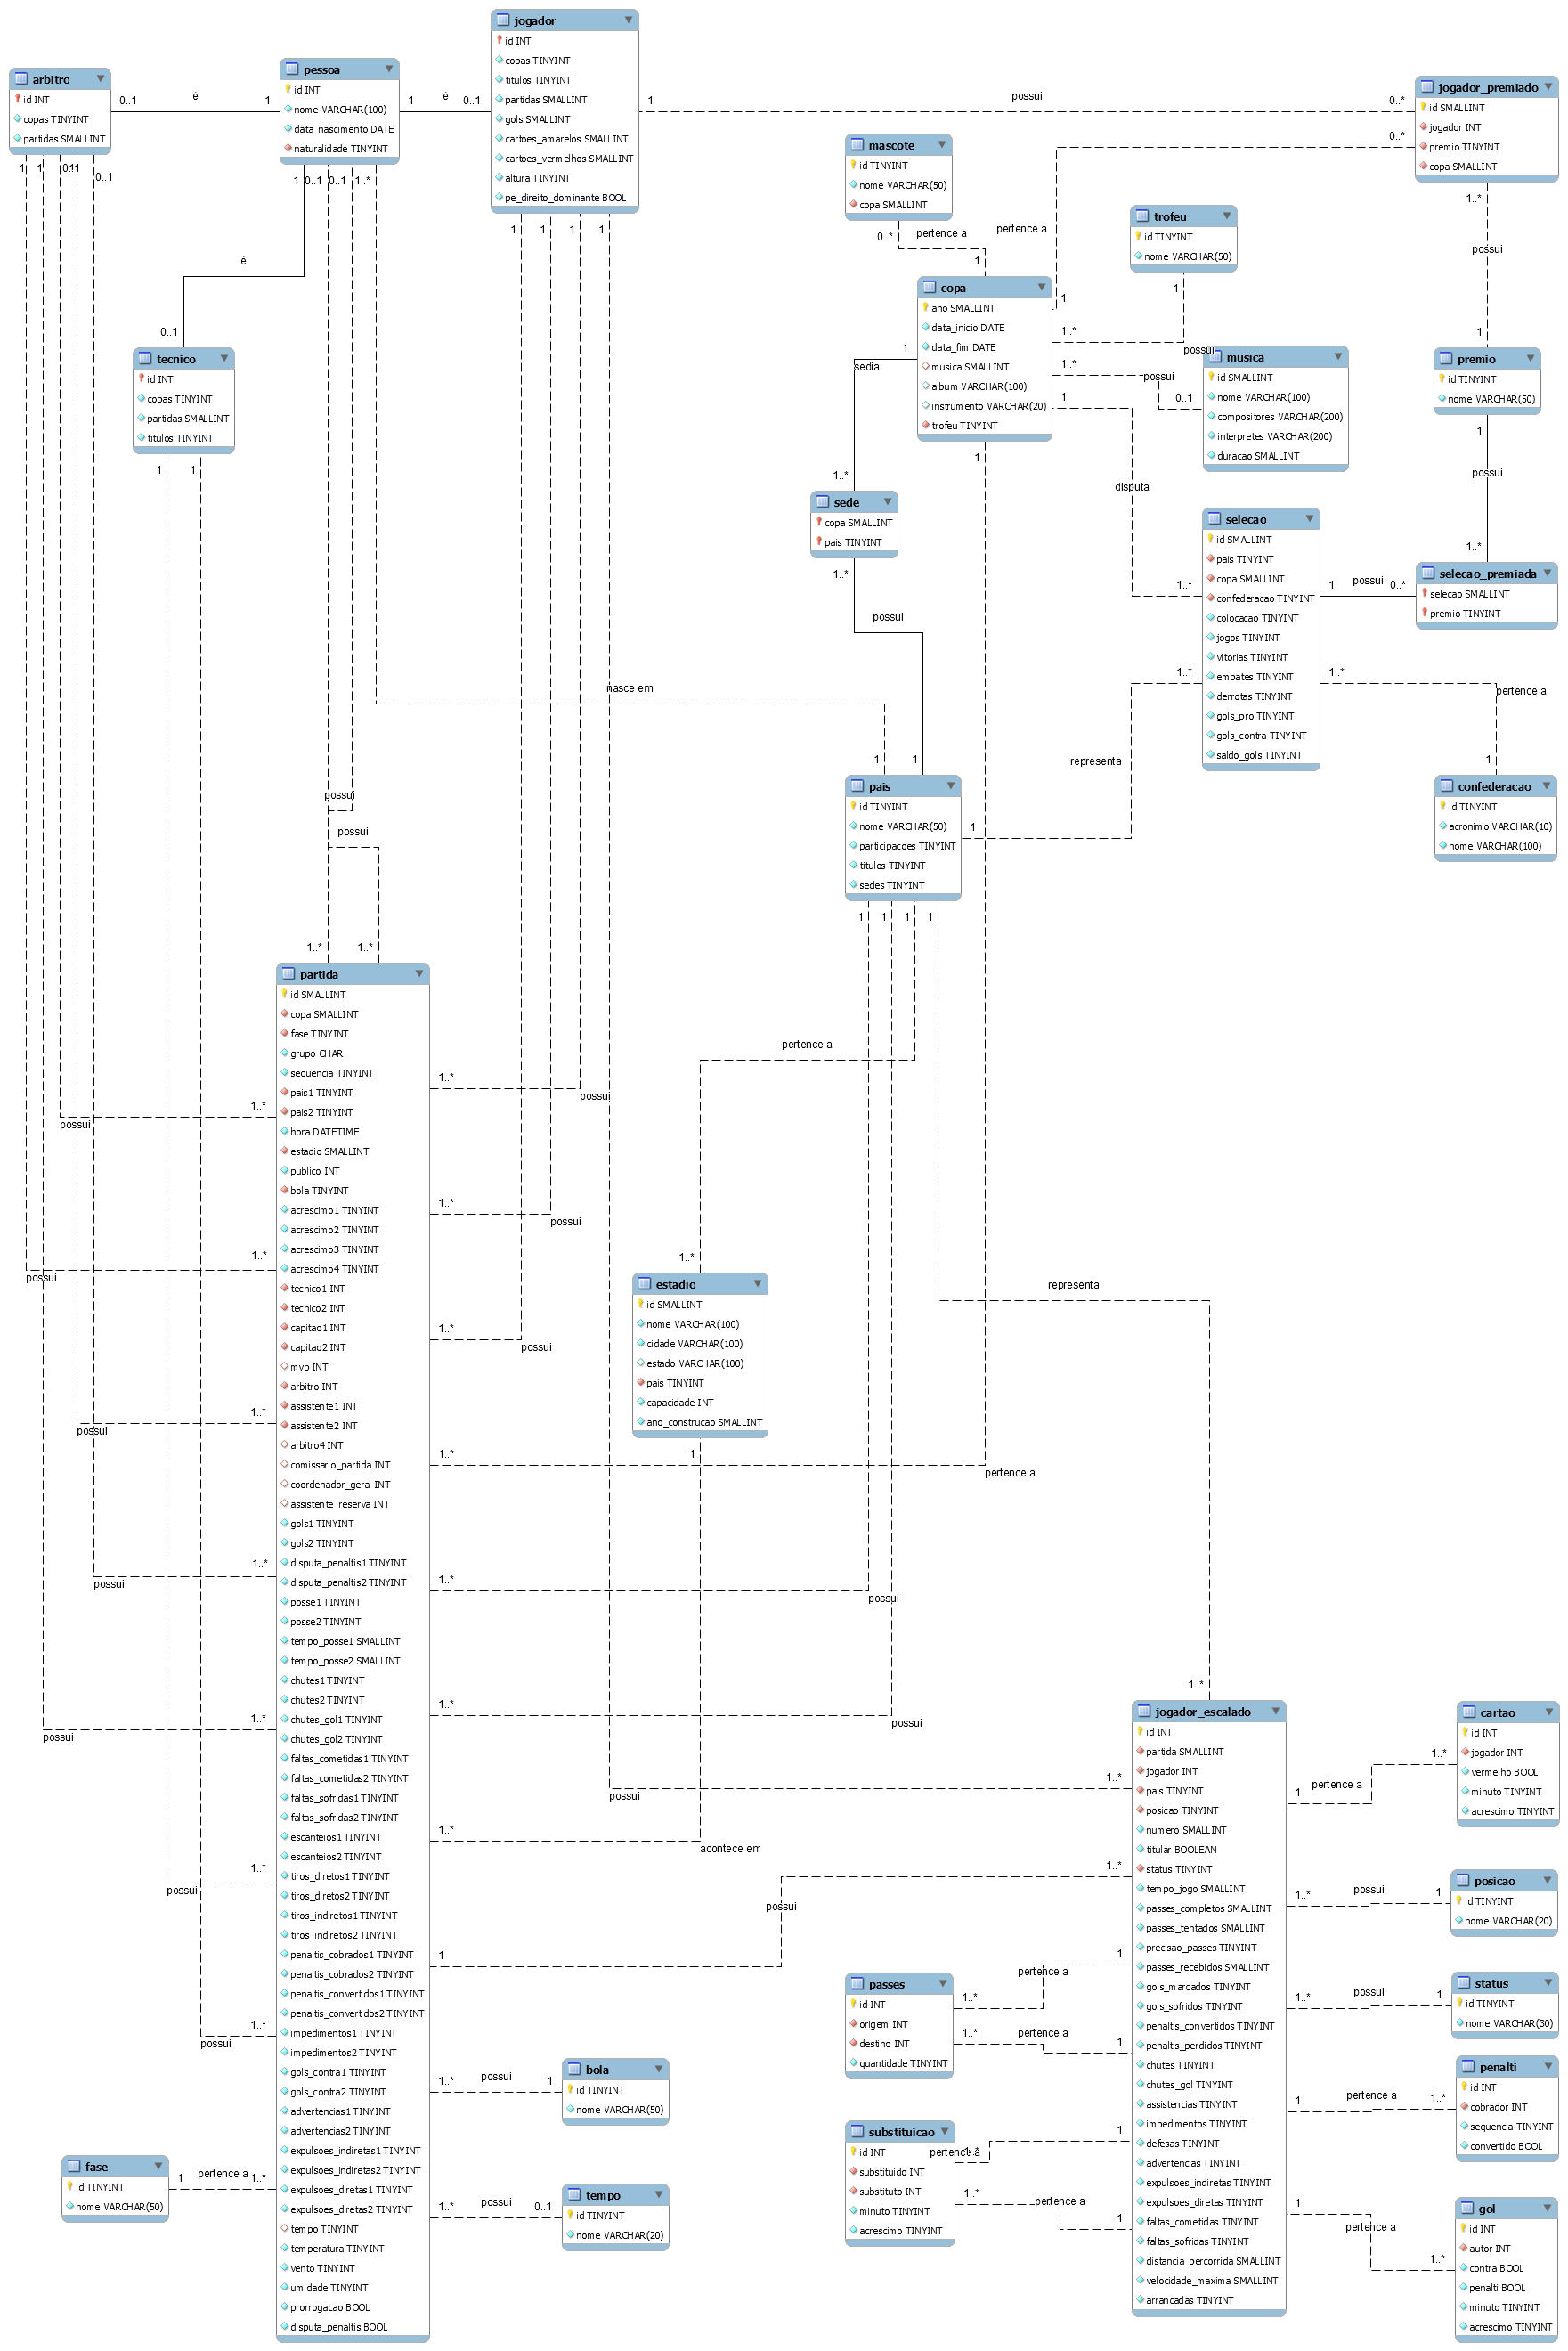 jogador
id INT
copas TINYINT
titulos TINYINT
partidas SMALLINT
gols SMALLINT
cartoes_amarelos SMALLINT
cartoes_vermelhos SMALLINT
altura TINYINT
pe_direito_dominante BOOL
arbitro
id INT
copas TINYINT
partidas SMALLINT
0..1
é
1
pessoa
id INT
nome VARCHAR(100)
data_nascimento DATE
naturalidade TINYINT
1
é
0..1
1
possui
0..*
jogador_premiado
id SMALLINT
jogador INT
premio TINYINT
copa SMALLINT
0..*
1..*
mascote
id TINYINT
nome VARCHAR(50)
copa SMALLINT
0..*
pertence a
1
pertence a
1
trofeu
id TINYINT
nome VARCHAR(50)
1
possui
1
1
0..1
0..1
1
0..1
0..1
1..*
1
1
1
1
é
0..1
tecnico
id INT
copas TINYINT
partidas SMALLINT
titulos TINYINT
1
1
copa
ano SMALLINT
data_inicio DATE
data_fim DATE
musica SMALLINT
album VARCHAR(100)
instrumento VARCHAR(20)
trofeu TINYINT
1
sedia
1..*
1..*
possui
1..*
possui
0..1
1
1
disputa
1..*
musica
id SMALLINT
nome VARCHAR(100)
compositores VARCHAR(200)
interpretes VARCHAR(200)
duracao SMALLINT
1
premio
id TINYINT
nome VARCHAR(50)
1
possui
1..*
sede
copa SMALLINT
pais TINYINT
1..*
possui
1
selecao
id SMALLINT
pais TINYINT
copa SMALLINT
confederacao TINYINT
colocacao TINYINT
jogos TINYINT
vitorias TINYINT
empates TINYINT
derrotas TINYINT
gols_pro TINYINT
gols_contra TINYINT
saldo_gols TINYINT
1
possui
0..*
selecao_premiada
selecao SMALLINT
premio TINYINT
1..*
pertence a
1
1..*
representa
1
confederacao
id TINYINT
acronimo VARCHAR(10)
nome VARCHAR(100)
nasce em
1
pais
id TINYINT
nome VARCHAR(50)
participacoes TINYINT
titulos TINYINT
sedes TINYINT
1
1
1
1
possui
possui
1..*
1..*
partida
id SMALLINT
copa SMALLINT
fase TINYINT
grupo CHAR
sequencia TINYINT
pais1 TINYINT
pais2 TINYINT
hora DATETIME
estadio SMALLINT
publico INT
bola TINYINT
acrescimo1 TINYINT
acrescimo2 TINYINT
acrescimo3 TINYINT
acrescimo4 TINYINT
tecnico1 INT
tecnico2 INT
capitao1 INT
capitao2 INT
mvp INT
arbitro INT
assistente1 INT
assistente2 INT
arbitro4 INT
comissario_partida INT
coordenador_geral INT
assistente_reserva INT
gols1 TINYINT
gols2 TINYINT
disputa_penaltis1 TINYINT
disputa_penaltis2 TINYINT
posse1 TINYINT
posse2 TINYINT
tempo_posse1 SMALLINT
tempo_posse2 SMALLINT
chutes1 TINYINT
chutes2 TINYINT
chutes_gol1 TINYINT
chutes_gol2 TINYINT
faltas_cometidas1 TINYINT
faltas_cometidas2 TINYINT
faltas_sofridas1 TINYINT
faltas_sofridas2 TINYINT
escanteios1 TINYINT
escanteios2 TINYINT
tiros_diretos1 TINYINT
tiros_diretos2 TINYINT
tiros_indiretos1 TINYINT
tiros_indiretos2 TINYINT
penaltis_cobrados1 TINYINT
penaltis_cobrados2 TINYINT
penaltis_convertidos1 TINYINT
penaltis_convertidos2 TINYINT
impedimentos1 TINYINT
impedimentos2 TINYINT
gols_contra1 TINYINT
gols_contra2 TINYINT
advertencias1 TINYINT
advertencias2 TINYINT
expulsoes_indiretas1 TINYINT
expulsoes_indiretas2 TINYINT
expulsoes_diretas1 TINYINT
expulsoes_diretas2 TINYINT
tempo TINYINT
temperatura TINYINT
vento TINYINT
umidade TINYINT
prorrogacao BOOL
disputa_penaltis BOOL
1..*
possui
1..*
possui
1..*
possui
1..*
possui
1..*
possui
1..*
possui
1..*
possui
1..*
possui
1..*
possui
1..*
possui
1..*
pertence a
1..*
possui
1..*
possui
1..*
acontece em
1
possui
1..*
pertence a
1..*
estadio
id SMALLINT
nome VARCHAR(100)
cidade VARCHAR(100)
estado VARCHAR(100)
pais TINYINT
capacidade INT
ano_construcao SMALLINT
1
representa
1..*
possui
1..*
jogador_escalado
id INT
partida SMALLINT
jogador INT
pais TINYINT
posicao TINYINT
numero SMALLINT
titular BOOLEAN
status TINYINT
tempo_jogo SMALLINT
passes_completos SMALLINT
passes_tentados SMALLINT
precisao_passes TINYINT
passes_recebidos SMALLINT
gols_marcados TINYINT
gols_sofridos TINYINT
penaltis_convertidos TINYINT
penaltis_perdidos TINYINT
chutes TINYINT
chutes_gol TINYINT
assistencias TINYINT
impedimentos TINYINT
defesas TINYINT
advertencias TINYINT
expulsoes_indiretas TINYINT
expulsoes_diretas TINYINT
faltas_cometidas TINYINT
faltas_sofridas TINYINT
distancia_percorrida SMALLINT
velocidade_maxima SMALLINT
arrancadas TINYINT
1
pertence a
1..*
cartao
id INT
jogador INT
vermelho BOOL
minuto TINYINT
acrescimo TINYINT
1..*
possui
1
posicao
id TINYINT
nome VARCHAR(20)
1..*
possui
1
status
id TINYINT
nome VARCHAR(30)
1
pertence a
1..*
penalti
id INT
cobrador INT
sequencia TINYINT
convertido BOOL
1
pertence a
1..*
gol
id INT
autor INT
contra BOOL
penalti BOOL
minuto TINYINT
acrescimo TINYINT
passes
id INT
origem INT
destino INT
quantidade TINYINT
1..*
pertence a
1
1..*
pertence a
1
substituicao
id INT
substituido INT
substituto INT
minuto TINYINT
acrescimo TINYINT
1..*
pertence a
1
1..*
pertence a
1
1..*
possui
1
bola
id TINYINT
nome VARCHAR(50)
1..*
possui
0..1
tempo
id TINYINT
nome VARCHAR(20)
fase
id TINYINT
nome VARCHAR(50)
1
pertence a
1..*